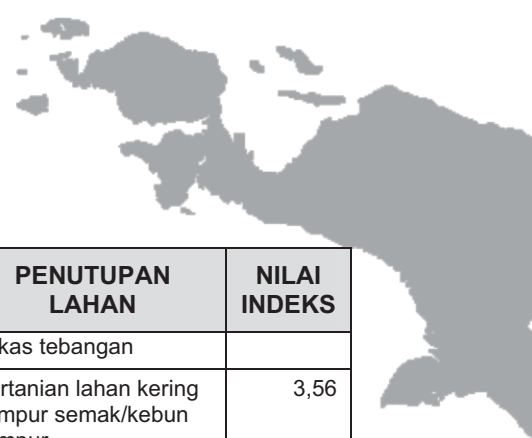 PENUTUPAN LAHAN
NILAI INDEKS
kas tebangan
rtanian lahan kering
3,56
mpur semak/kebun